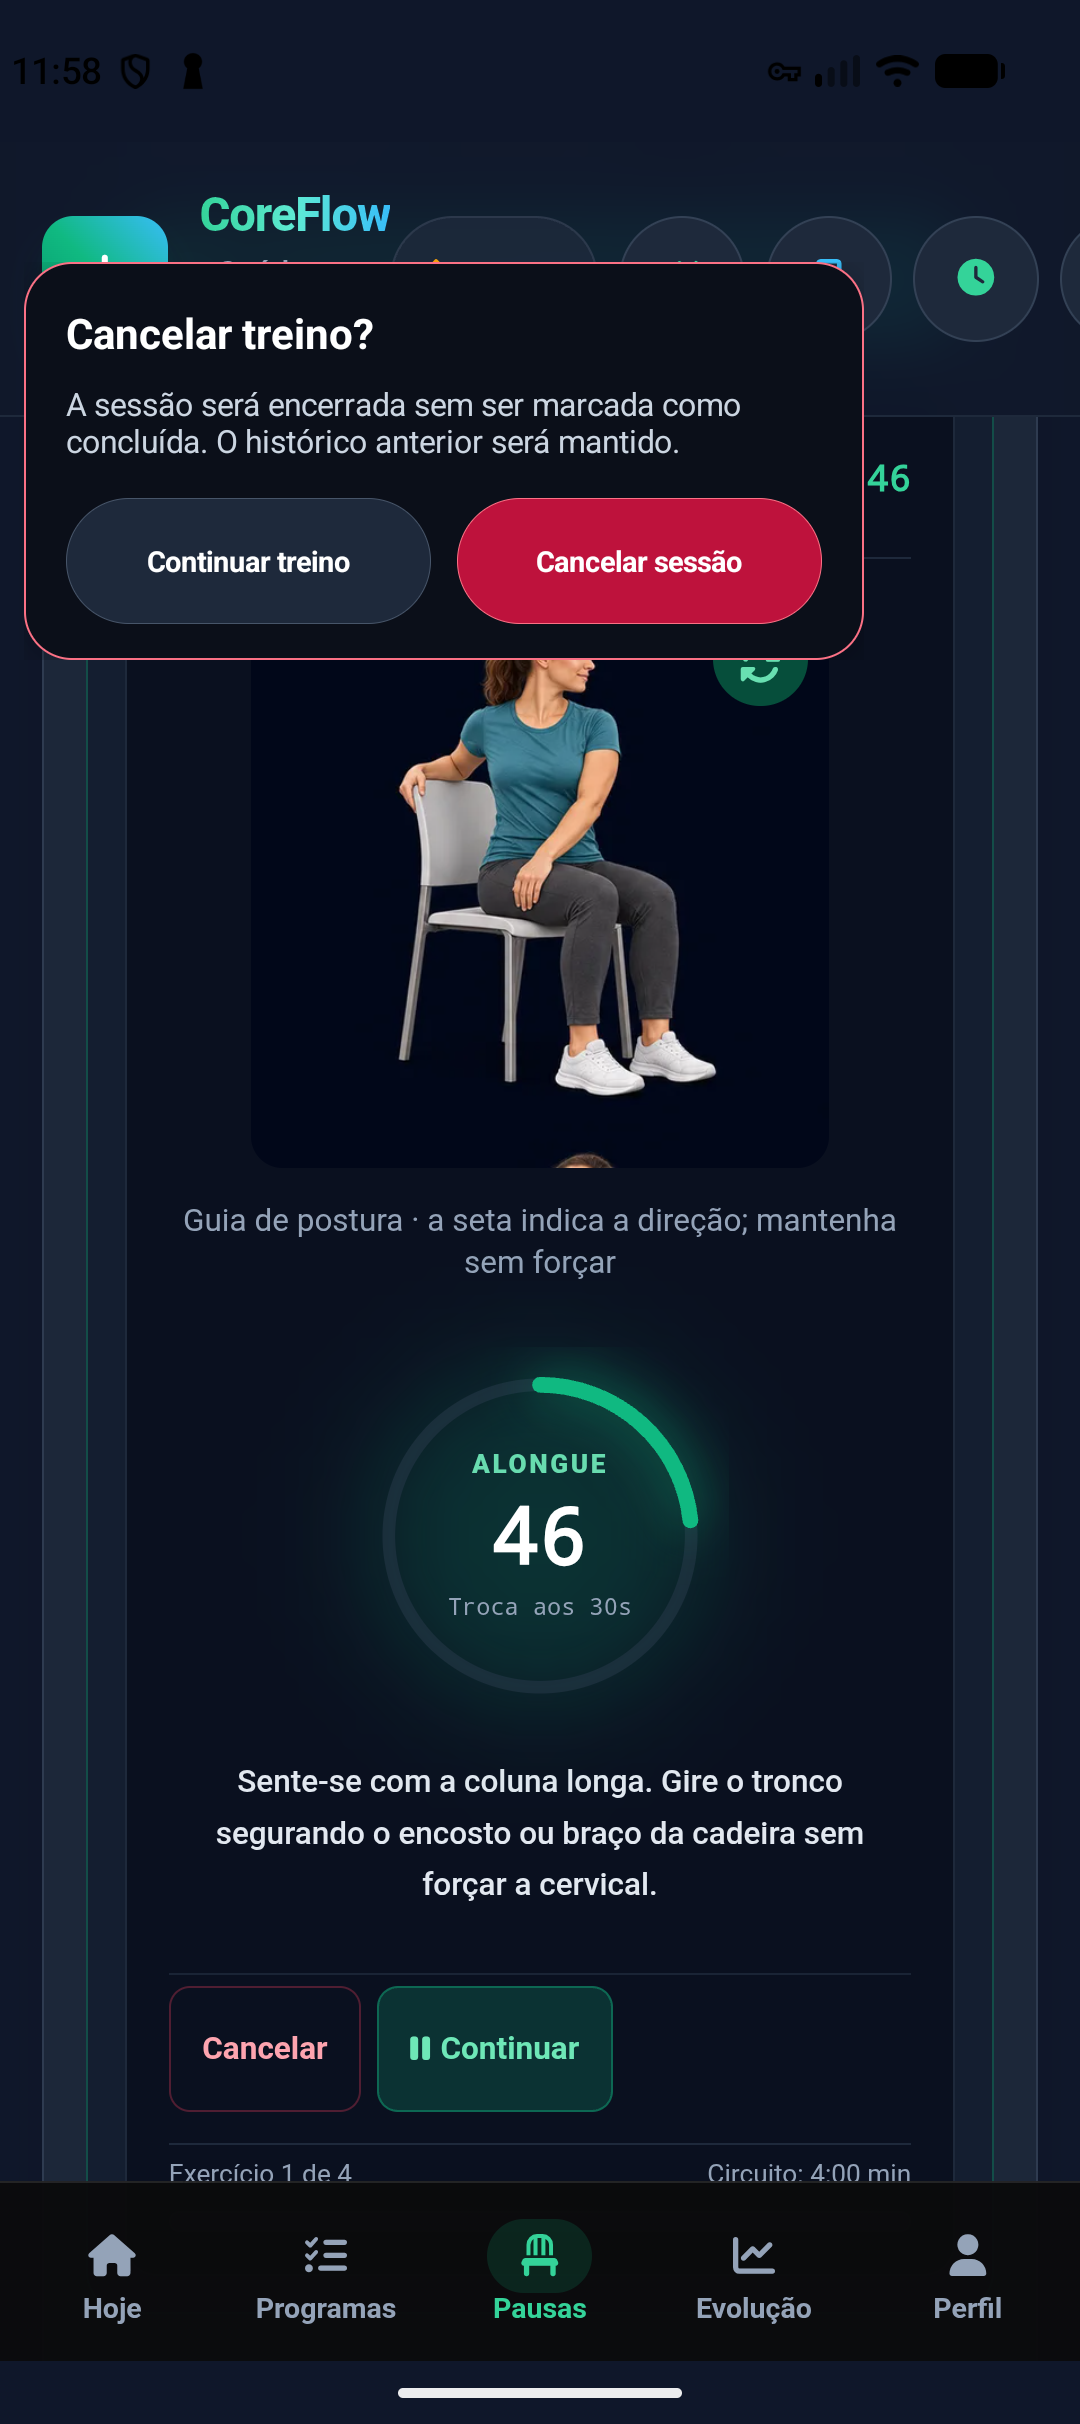 11:58
CoreFlow
Cancelar treino?
A sessão será encerrada sem ser marcada como
concluída. O histórico anterior será mantido.
Continuar treino
Cancelar sessão
46
Guia de postura · a seta indica a direção; mantenha
sem forçar
ALONGUE
46
Troca aos 30s
Sente-se com a coluna longa. Gire o tronco
segurando o encosto ou braço da cadeira sem
forçar a cervical.
Cancelar
Continuar
Exercício 1 de 4
Circuito: 4:00 min
Hoje
Programas
Pausas
Evolução
Perfil